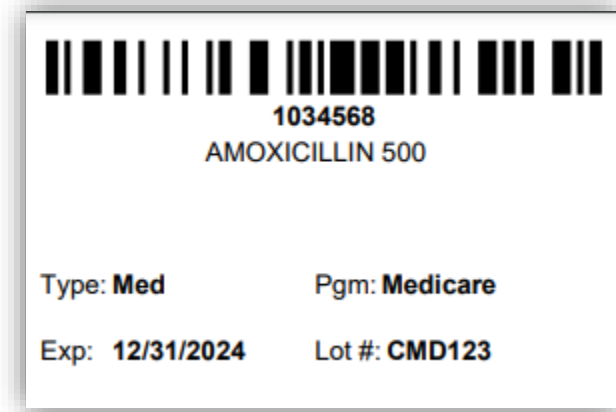 1034568
AMOXICILLIN 500
Type: Med Pgm: Medicare
Exp: 12/31/2024 Lot #: CMD123